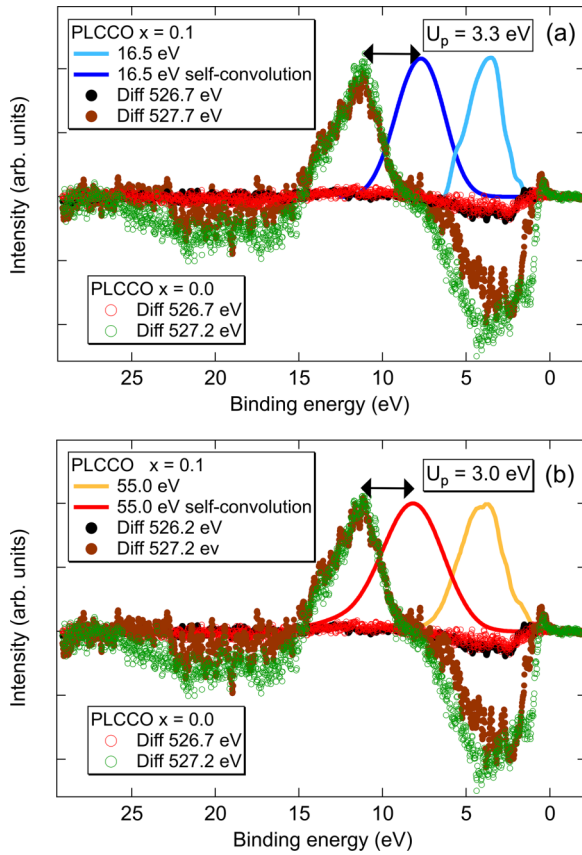 PLCCO x = 0.1
16.5 eV
16.5 eV self-convolution
Diff 526.7 eV
Diff 527.7 eV
U_p = 3.3 eV
(a)
Intensity (arb. units)
PLCCO x = 0.0
Diff 526.7 eV
Diff 527.2 eV
25 20 15 10 5 0
Binding energy (eV)
PLCCO x = 0.1
55.0 eV
55.0 eV self-convolution
Diff 526.2 eV
Diff 527.2 ev
U_p = 3.0 eV
(b)
Intensity (arb. units)
PLCCO x = 0.0
Diff 526.7 eV
Diff 527.2 eV
25 20 15 10 5 0
Binding energy (eV)